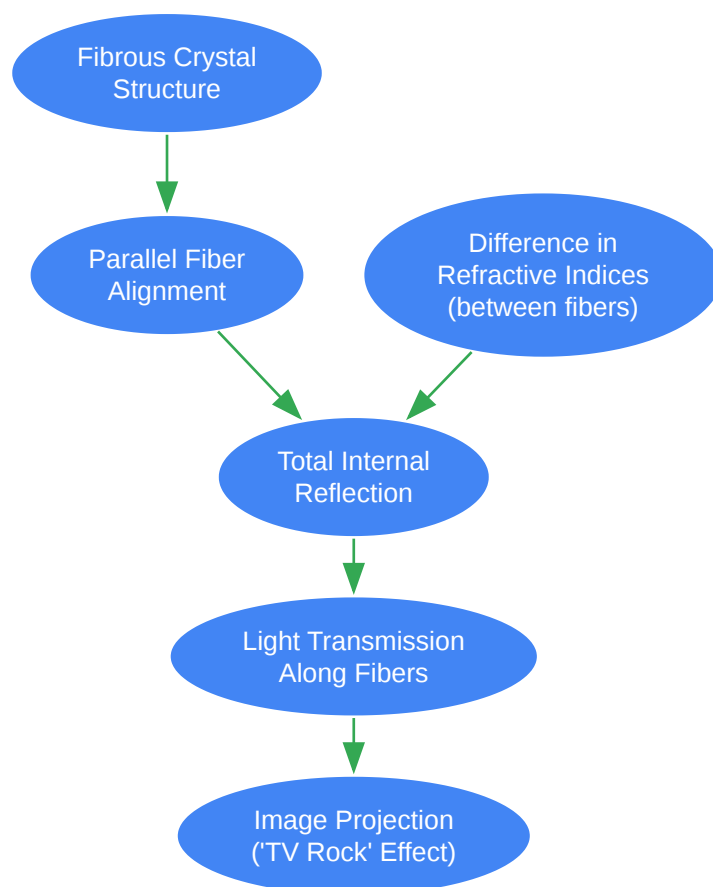 Fibrous Crystal
Structure
Parallel Fiber
Alignment
Difference in
Refractive Indices
(between fibers)
Total Internal
Reflection
Light Transmission
Along Fibers
Image Projection
('TV Rock' Effect)